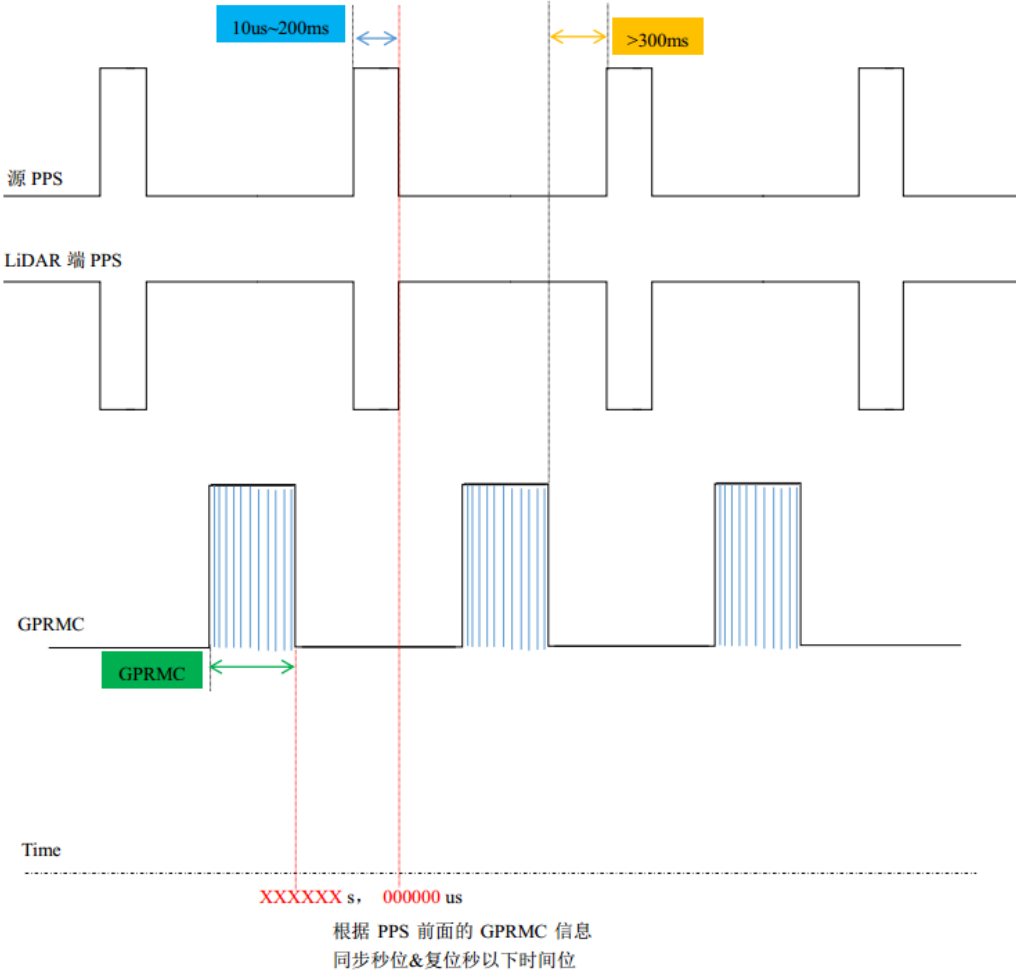 10us~200ms
>300ms
源 PPS
LiDAR 端 PPS
GPRMC
GPRMC
Time
XXXXXX s， 000000 us
根据 PPS 前面的 GPRMC 信息
同步秒位&复位秒以下时间位